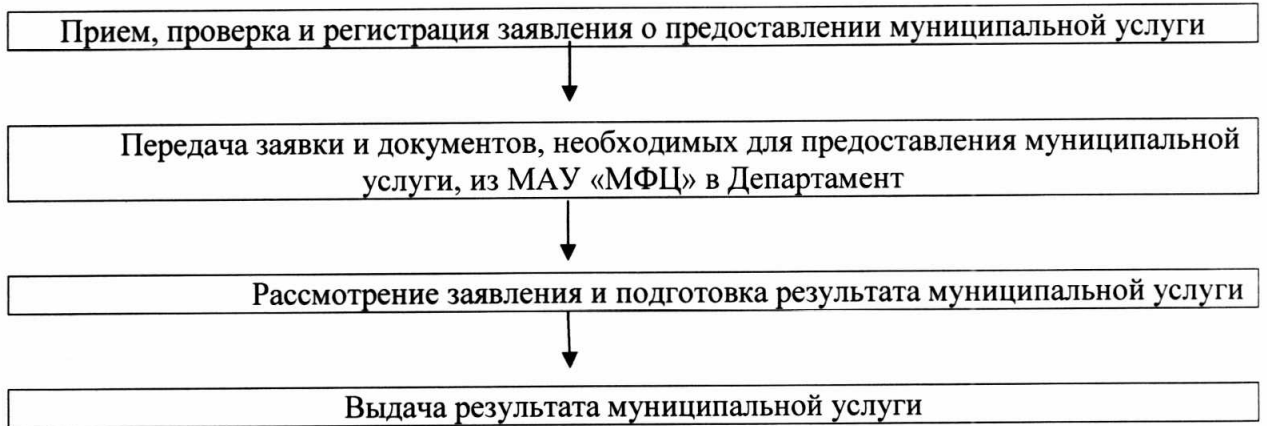 Прием, проверка и регистрация заявления о предоставлении муниципальной услуги
Передача заявки и документов, необходимых для предоставления муниципальной
услуги, из МАУ «МФЦ» в Департамент
Рассмотрение заявления и подготовка результата муниципальной услуги
Выдача результата муниципальной услуги